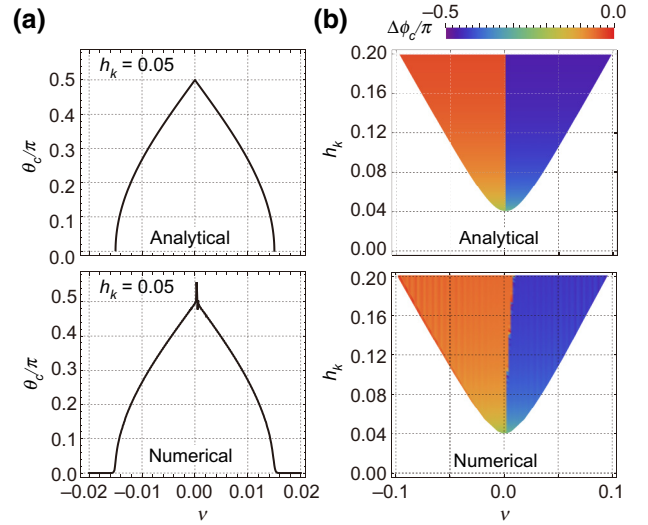 (a)
h_k = 0.05
θ_c/π
0.5
0.4
0.3
0.2
0.1
0.0
Analytical
h_k = 0.05
θ_c/π
0.5
0.4
0.3
0.2
0.1
0.0
Numerical
−0.02 −0.01 0.00 0.01 0.02
ν
(b)
Δϕ_c/π
−0.5 0.0
h_k
0.20
0.16
0.12
0.08
0.04
0.00
Analytical
h_k
0.20
0.16
0.12
0.08
0.04
0.00
Numerical
−0.1 0.0 0.1
ν